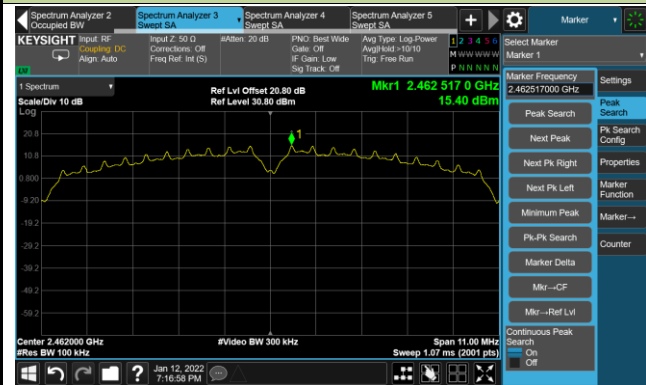 Spectrum Analyzer 2
Occupied BW
Spectrum Analyzer 3
Swept SA
Spectrum Analyzer 4
Swept SA
Spectrum Analyzer 5
Swept SA
+
Marker
KEYSIGHT
Input: RF
Coupling: DC
Align: Auto
Input Z: 50 Ω
Corrections: Off
Freq Ref: Int (S)
#Atten: 20 dB
PNO: Best Wide
Gate: Off
IF Gain: Low
Sig Track: Off
Avg Type: Log-Power
Avg|Hold:>10/10
Trig: Free Run
1 2 3 4 5 6
M W W W W W
P N N N N N
LXI
Select Marker
Marker 1
1 Spectrum
Scale/Div 10 dB
Log
Ref Lvl Offset 20.80 dB
Ref Level 30.80 dBm
Mkr1 2.462 517 0 GHz
15.40 dBm
1
20.8
10.8
0.800
-9.20
-19.2
-29.2
-39.2
-49.2
-59.2
Center 2.462000 GHz
#Res BW 100 kHz
#Video BW 300 kHz
Span 11.00 MHz
Sweep 1.07 ms (2001 pts)
Marker Frequency
2.462517000 GHz
Peak Search
Next Peak
Next Pk Right
Next Pk Left
Minimum Peak
Pk-Pk Search
Marker Delta
Mkr→CF
Mkr→Ref Lvl
Continuous Peak
Search
On
Off
Settings
Peak
Search
Pk Search
Config
Properties
Marker
Function
Marker→
Counter
?
Jan 12, 2022
7:16:58 PM